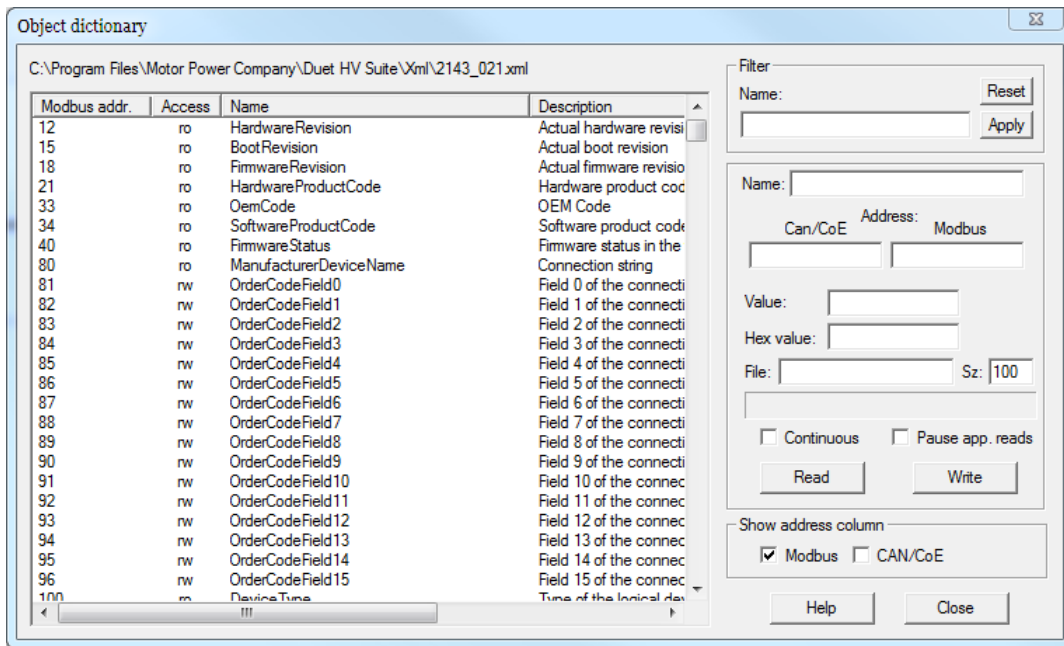 Object dictionary
C:\Program Files\Motor Power Company\Duet HV Suite\Xml\2143_021.xml
Modbus addr. Access Name Description
12 ro HardwareRevision Actual hardware revisi
15 ro BootRevision Actual boot revision
18 ro FirmwareRevision Actual firmware revisio
21 ro HardwareProductCode Hardware product cod
33 ro OemCode OEM Code
34 ro SoftwareProductCode Software product code
40 ro FirmwareStatus Firmware status in the
80 ro ManufacturerDeviceName Connection string
81 rw OrderCodeField0 Field 0 of the connecti
82 rw OrderCodeField1 Field 1 of the connecti
83 rw OrderCodeField2 Field 2 of the connecti
84 rw OrderCodeField3 Field 3 of the connecti
85 rw OrderCodeField4 Field 4 of the connecti
86 rw OrderCodeField5 Field 5 of the connecti
87 rw OrderCodeField6 Field 6 of the connecti
88 rw OrderCodeField7 Field 7 of the connecti
89 rw OrderCodeField8 Field 8 of the connecti
90 rw OrderCodeField9 Field 9 of the connecti
91 rw OrderCodeField10 Field 10 of the connec
92 rw OrderCodeField11 Field 11 of the connec
93 rw OrderCodeField12 Field 12 of the connec
94 rw OrderCodeField13 Field 13 of the connec
95 rw OrderCodeField14 Field 14 of the connec
96 rw OrderCodeField15 Field 15 of the connec
100 ro DeviceType Type of the logical dev
Filter
Name: Reset
Apply
Name:
Address:
Can/CoE Modbus
Value:
Hex value:
File: Sz: 100
Continuous Pause app. reads
Read Write
Show address column
Modbus CAN/CoE
Help Close